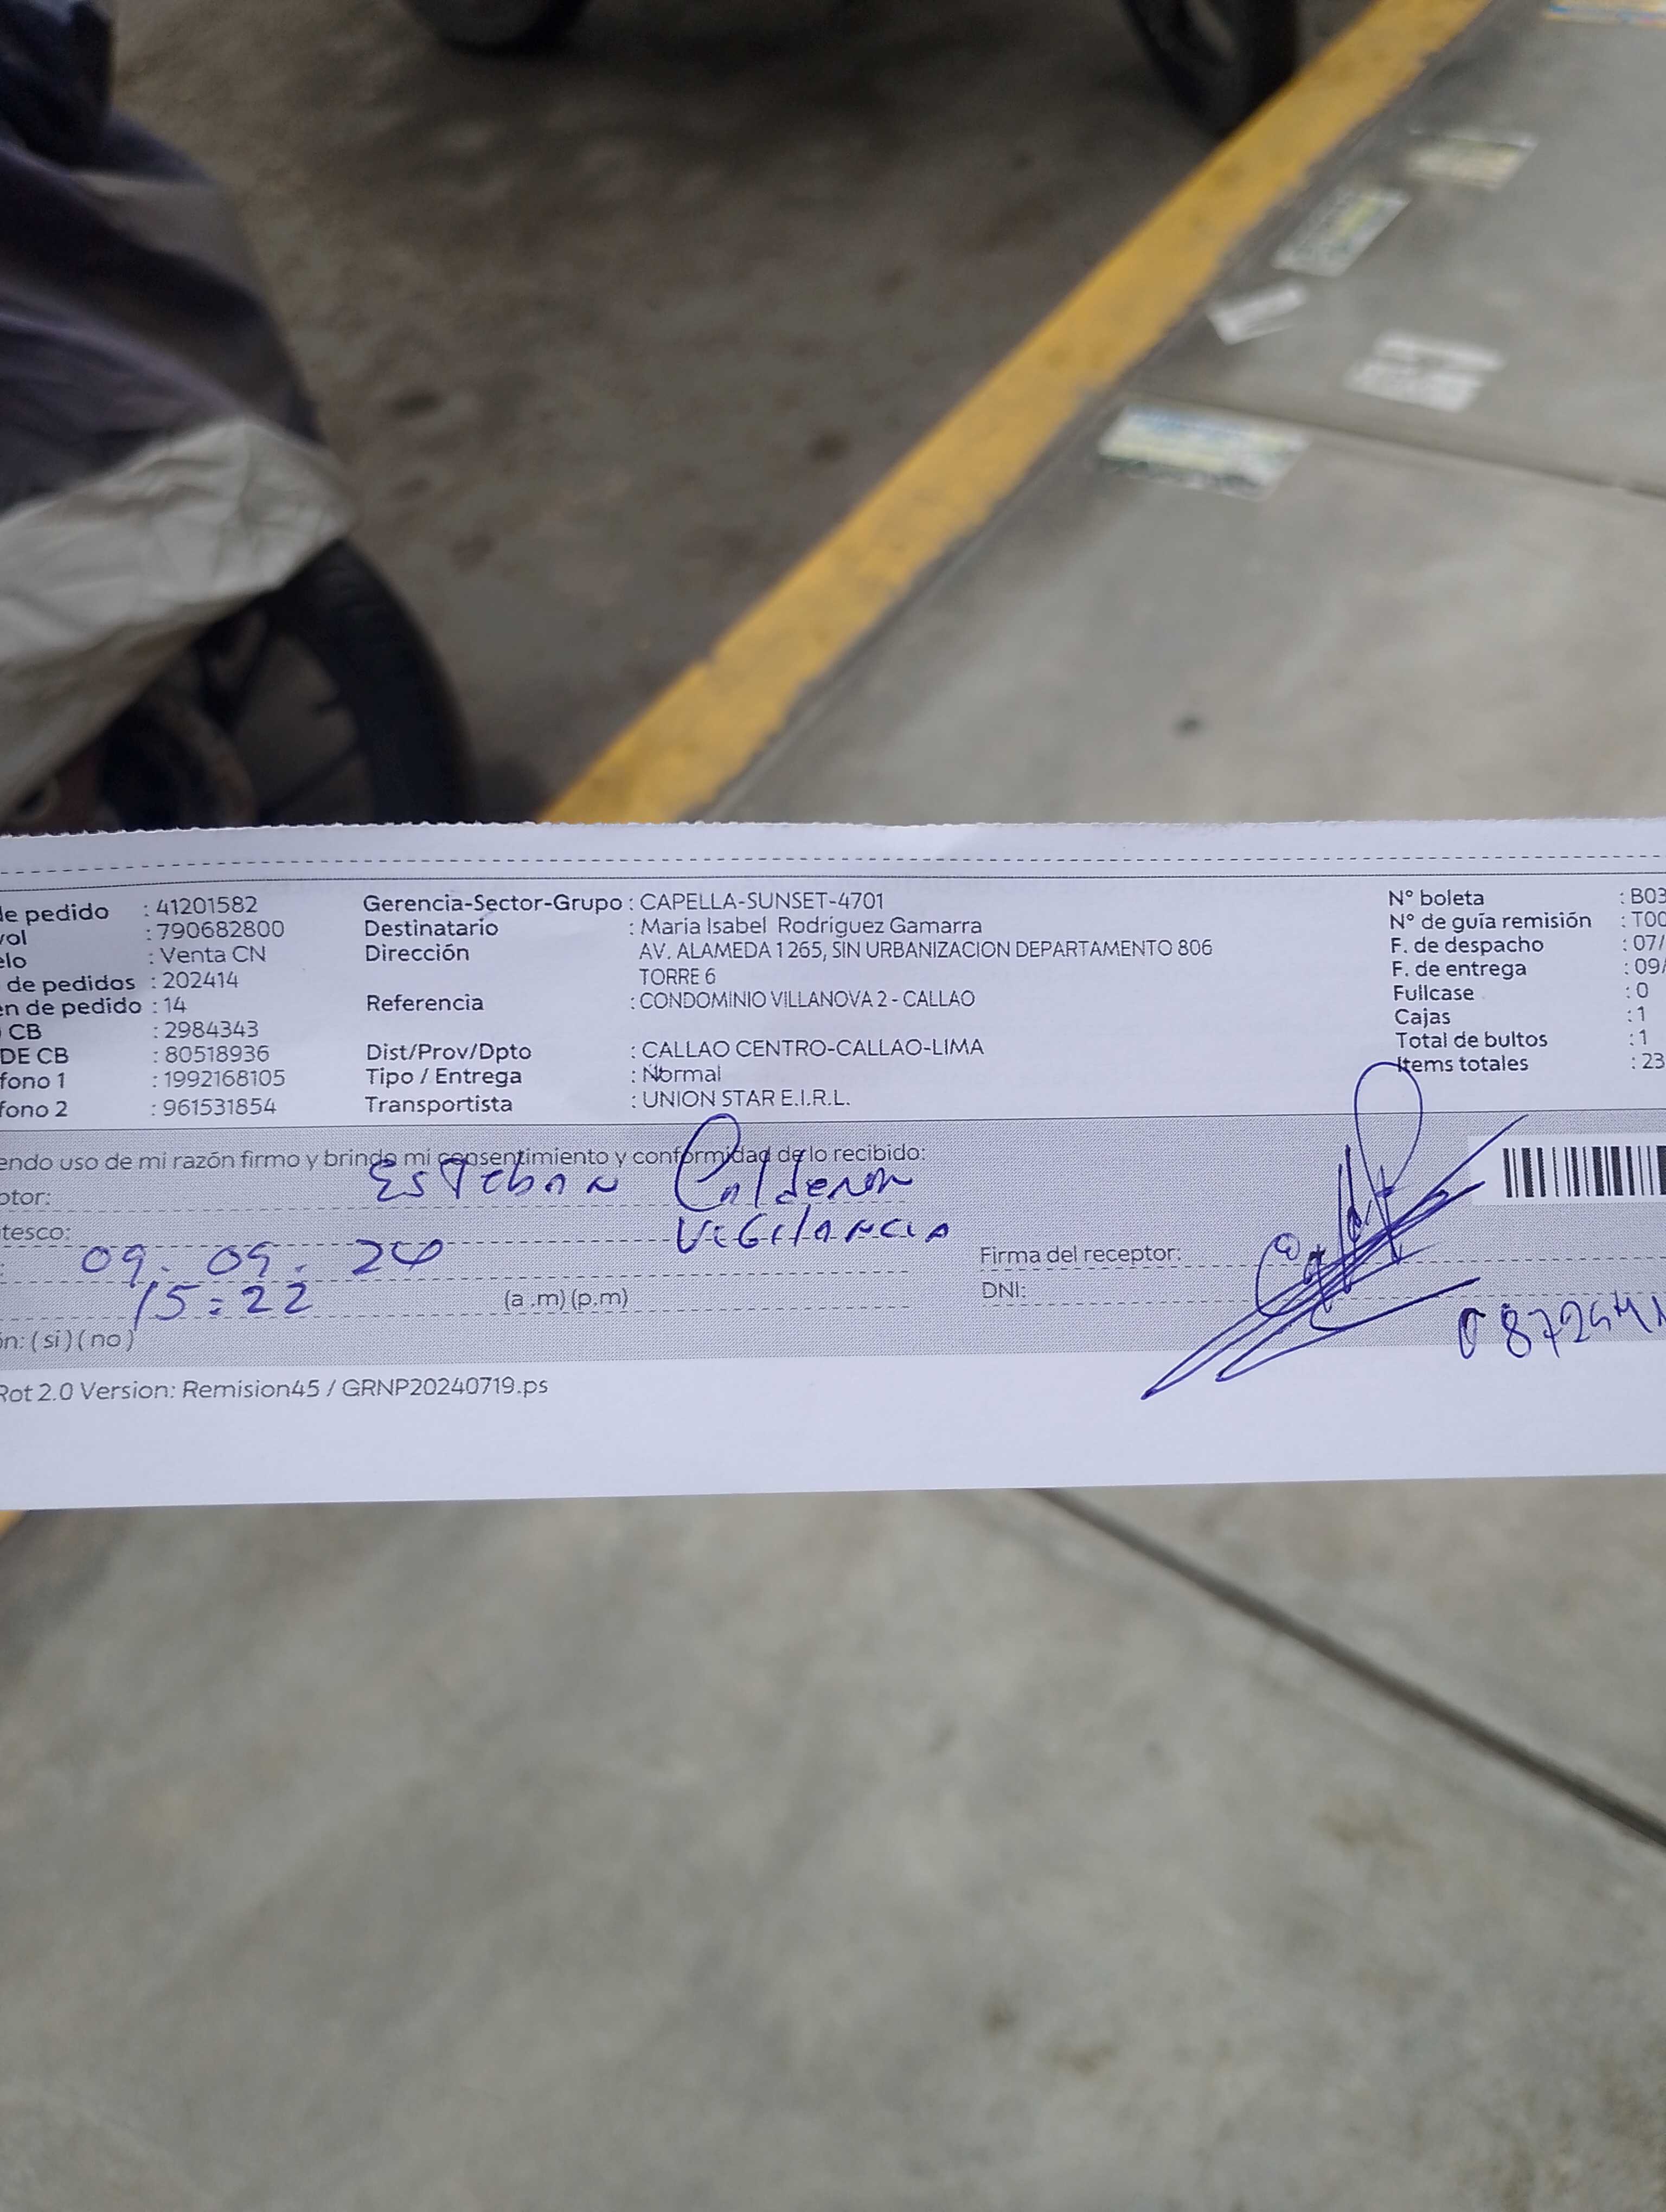 de pedido : 41201582
rol : 790682800
elo : Venta CN
de pedidos : 202414
en de pedido : 14
CB : 2984343
DE CB : 80518936
fono 1 : 1992168105
fono 2 : 961531854
Gerencia-Sector-Grupo : CAPELLA-SUNSET-4701
Destinatario : Maria Isabel Rodriguez Gamarra
Dirección AV. ALAMEDA 1265, SIN URBANIZACION DEPARTAMENTO 806
TORRE 6
Referencia : CONDOMINIO VILLANOVA 2 - CALLAO
Dist/Prov/Dpto : CALLAO CENTRO-CALLAO-LIMA
Tipo / Entrega : Normal
Transportista : UNION STAR E.I.R.L.
N° boleta : B03
N° de guía remisión : T00
F. de despacho : 07/
F. de entrega : 09/
Fullcase : 0
Cajas : 1
Total de bultos : 1
Items totales : 23
endo uso de mi razón firmo y brindo mi consentimiento y conformidad de lo recibido:
ptor: Esteban Calderon
tesco: Vigilancia
: 09. 09. 24
15:22 (a .m) (p.m)
ón: ( si ) ( no )
Firma del receptor:
DNI:
Rot 2.0 Version: Remision45 / GRNP20240719.ps